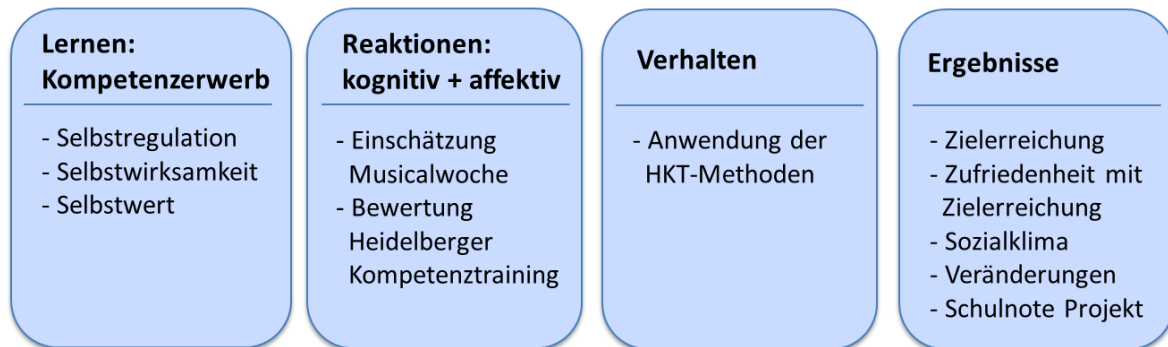 Lernen:
Kompetenzerwerb
- Selbstregulation
- Selbstwirksamkeit
- Selbstwert
Reaktionen:
kognitiv + affektiv
- Einschätzung
Musicalwoche
- Bewertung
Heidelberger
Kompetenztraining
Verhalten
- Anwendung der
HKT-Methoden
Ergebnisse
- Zielerreichung
- Zufriedenheit mit
Zielerreichung
- Sozialklima
- Veränderungen
- Schulnote Projekt